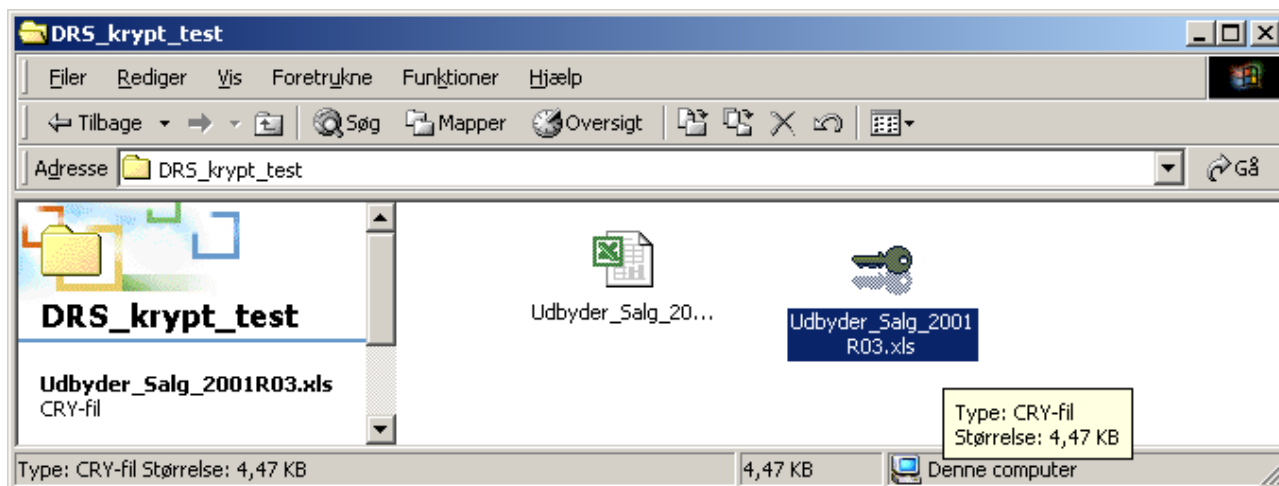 DRS_krypt_test
Filer Rediger Vis Foretrukne Funktioner Hjælp
Tilbage Søg Mapper Oversigt
Adresse DRS_krypt_test Gå
DRS_krypt_test
Udbyder_Salg_2001R03.xls
CRY-fil
Udbyder_Salg_20...
Udbyder_Salg_2001
R03.xls
Type: CRY-fil
Størrelse: 4,47 KB
Type: CRY-fil Størrelse: 4,47 KB 4,47 KB Denne computer